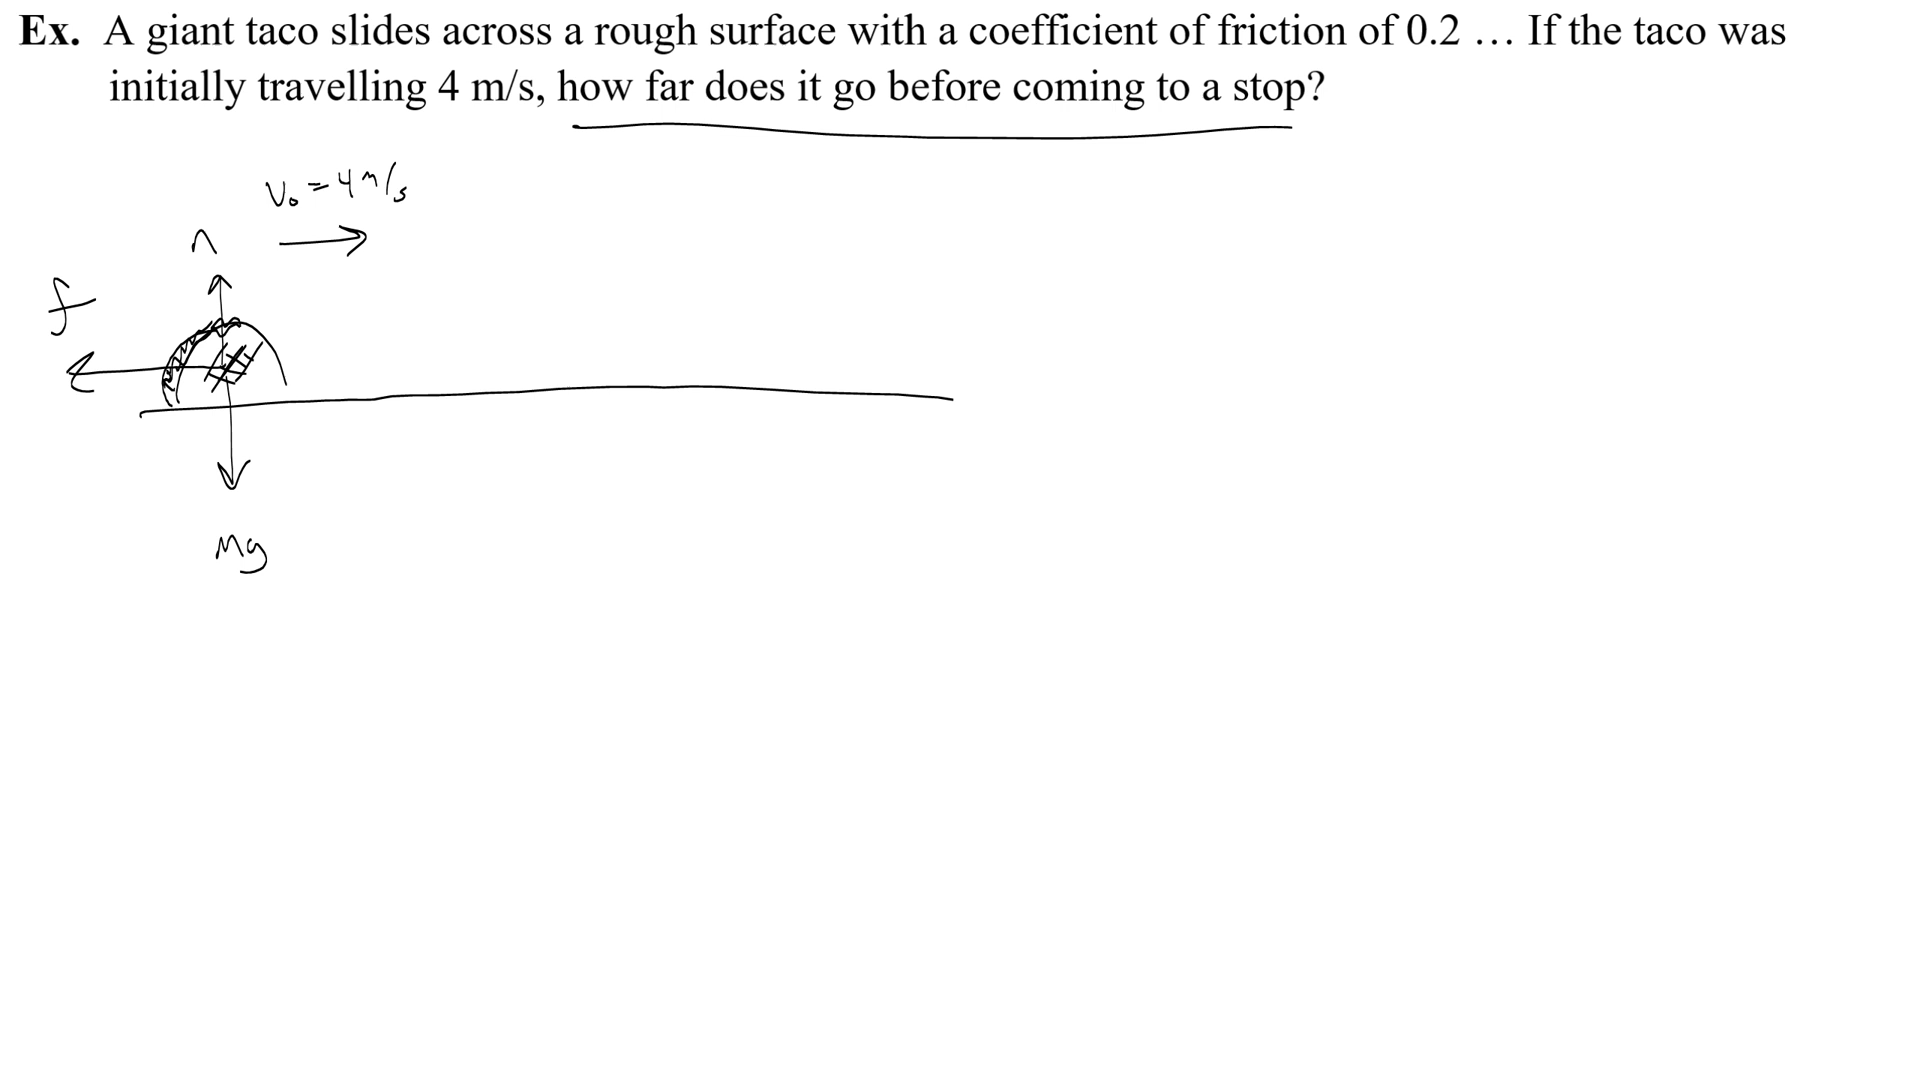 Ex. A giant taco slides across a rough surface with a coefficient of friction of 0.2 … If the taco was
initially travelling 4 m/s, how far does it go before coming to a stop?
V₀ = 4 m/s
n
f
mg